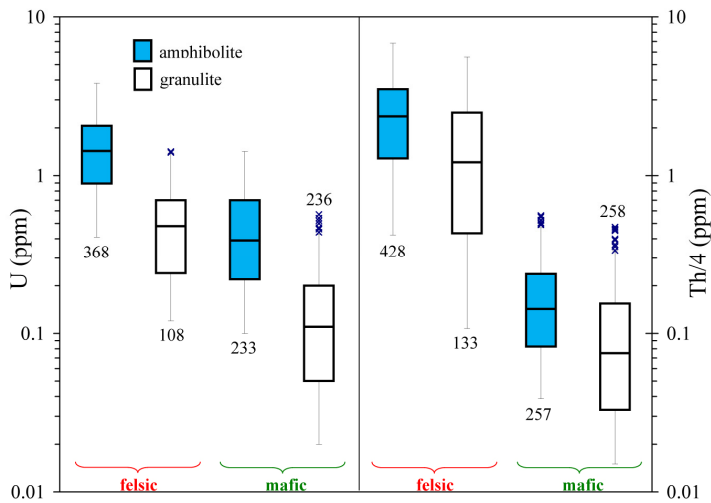 10
1
0.1
0.01
U (ppm)
amphibolite
granulite
368
108
233
236
428
133
257
258
felsic
mafic
felsic
mafic
10
1
0.1
0.01
Th/4 (ppm)